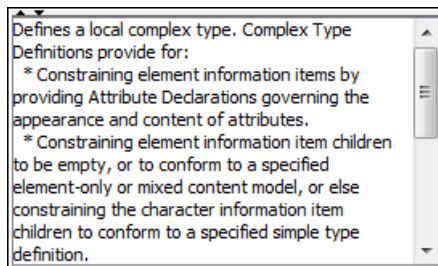 Defines a local complex type. Complex Type
Definitions provide for:
* Constraining element information items by
providing Attribute Declarations governing the
appearance and content of attributes.
* Constraining element information item children
to be empty, or to conform to a specified
element-only or mixed content model, or else
constraining the character information item
children to conform to a specified simple type
definition.